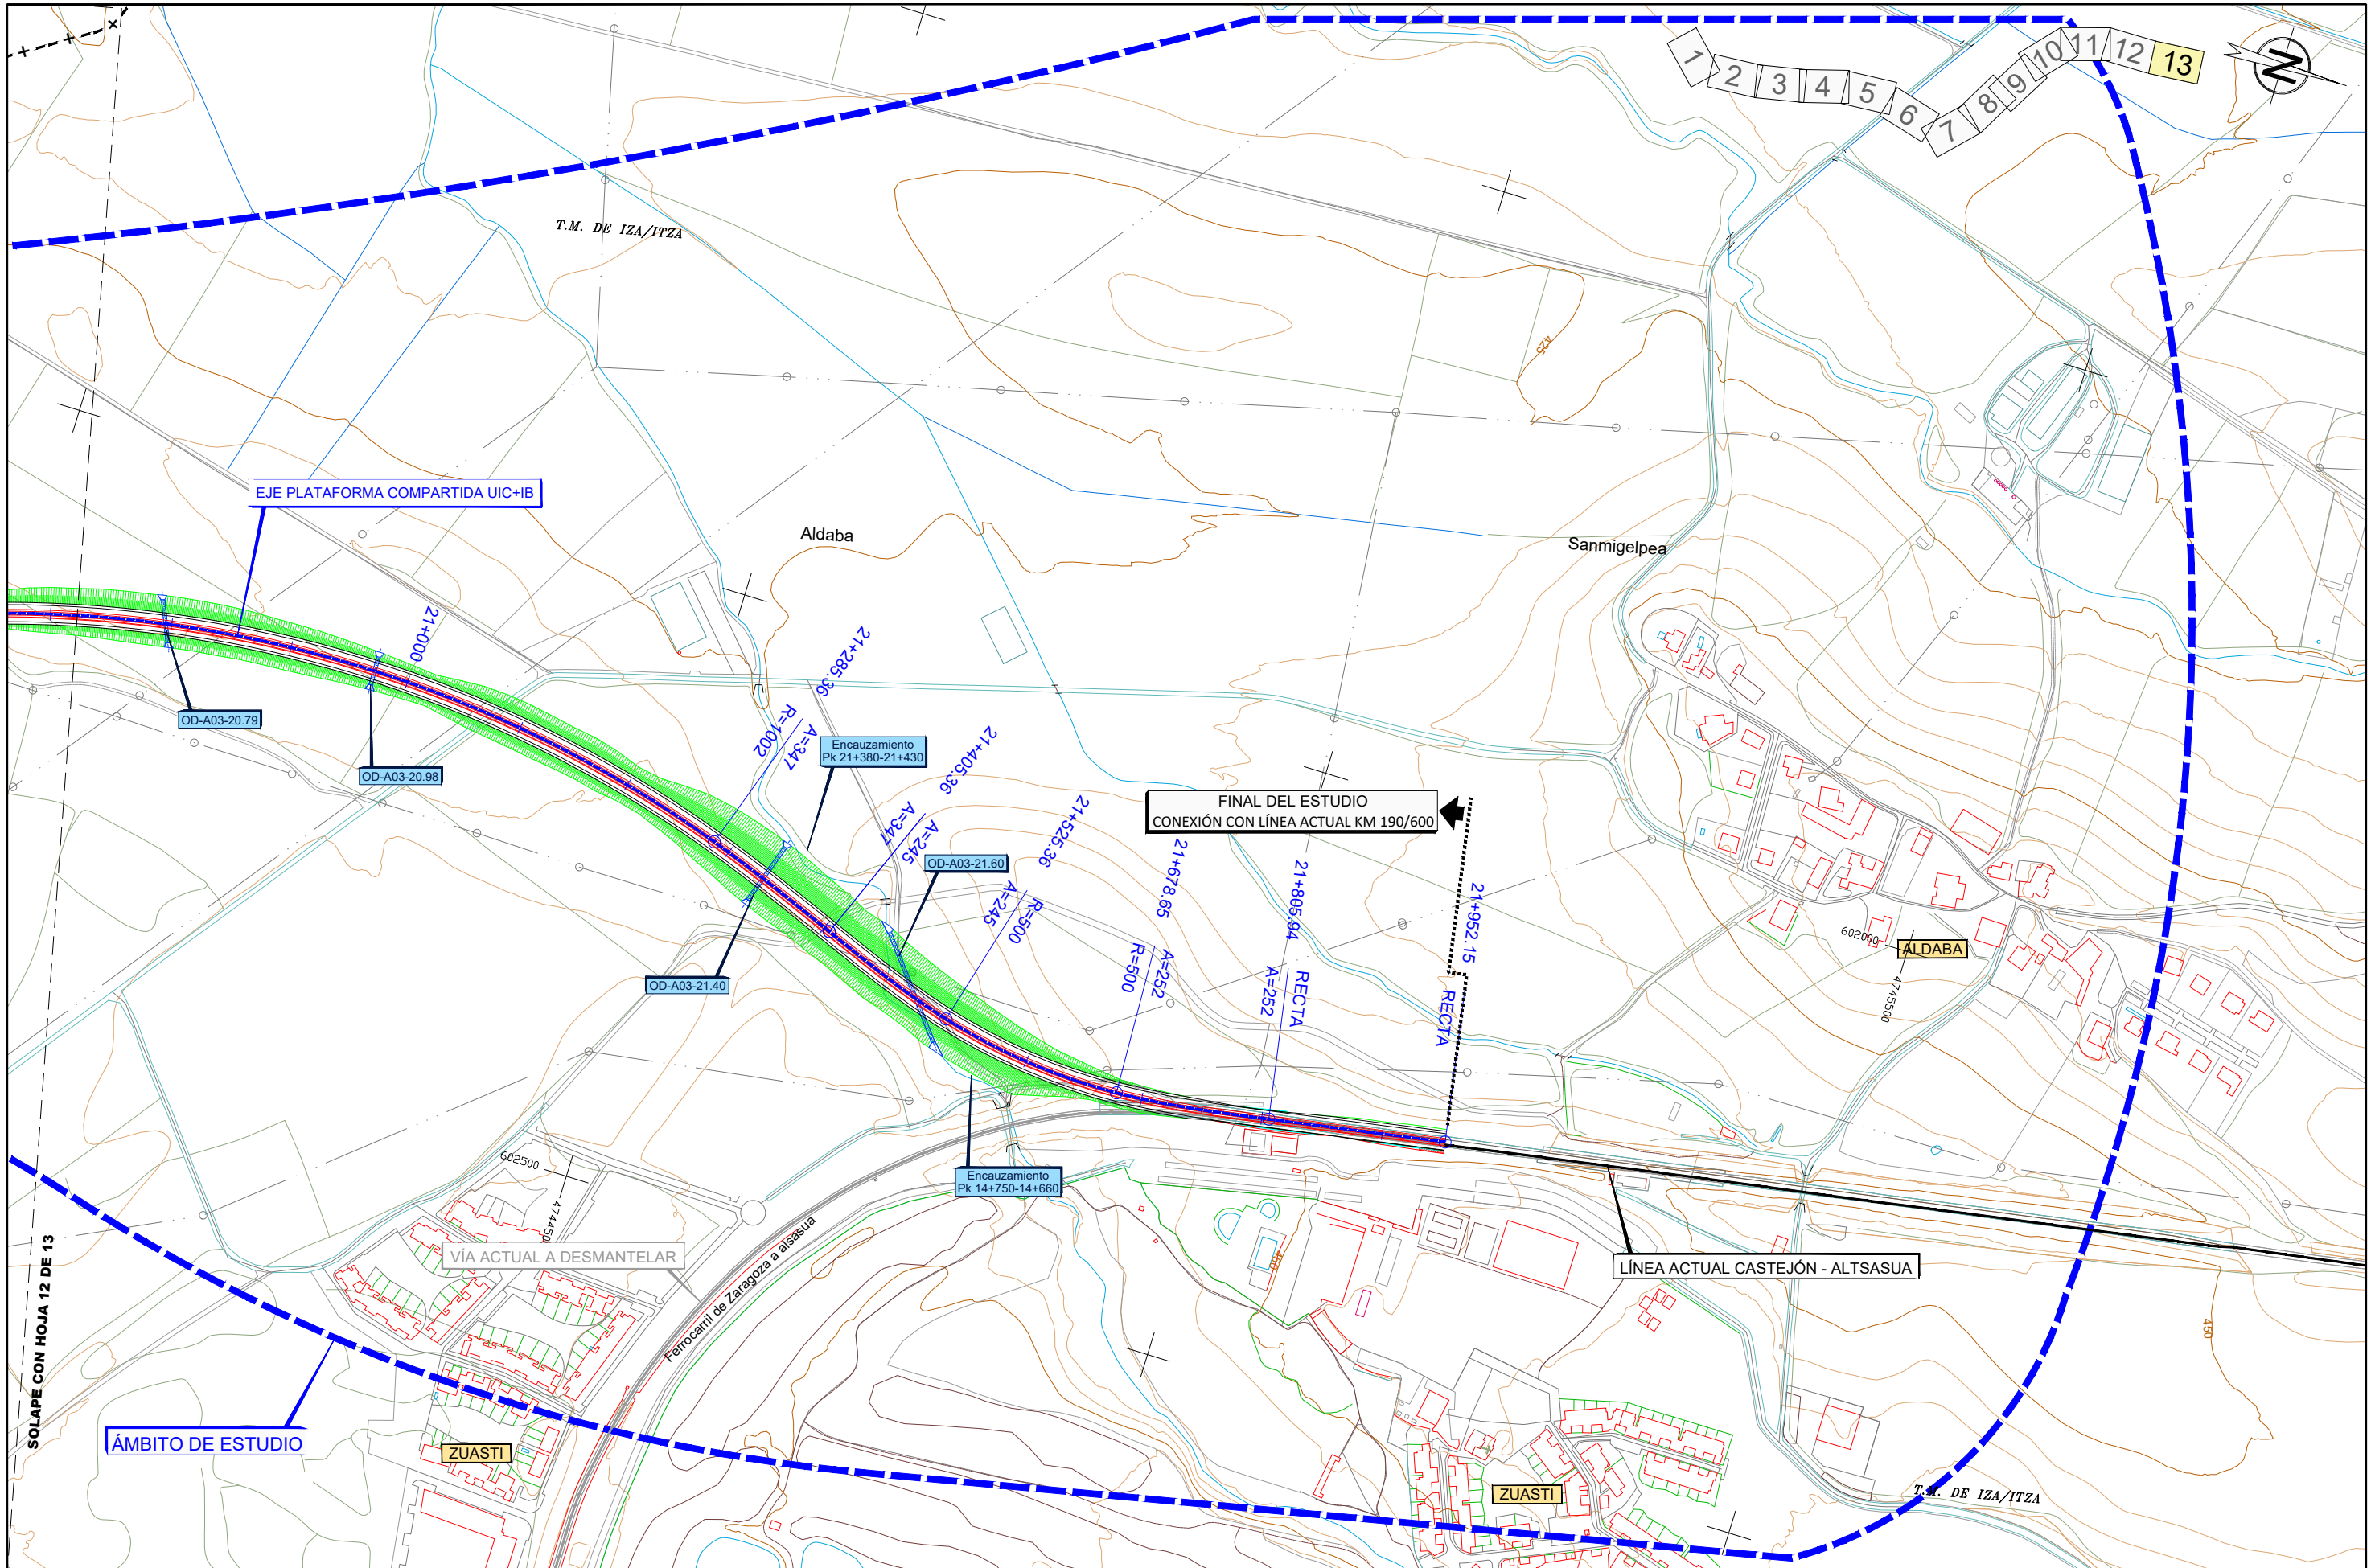 1
2
3
4
5
6
7
8
9
10
11
12
13
N
T.M. DE IZA/ITZA
425
EJE PLATAFORMA COMPARTIDA UIC+IB
Aldaba
Sanmigelpea
21+000
21+285.36
R=1002
A=347
OD-A03-20.79
OD-A03-20.98
Encauzamiento
Pk 21+380-21+430
21+405.36
A=347
A=245
FINAL DEL ESTUDIO
CONEXIÓN CON LÍNEA ACTUAL KM 190/600
21+525.36
A=245
R=500
OD-A03-21.60
21+678.65
R=500
A=252
21+805.94
A=252
RECTA
21+952.15
RECTA
602000
ALDABA
4745500
OD-A03-21.40
602500
474450
Encauzamiento
Pk 14+750-14+660
VÍA ACTUAL A DESMANTELAR
Ferrocarril de Zaragoza a alsasua
450
LÍNEA ACTUAL CASTEJÓN - ALTSASUA
450
SOLAPE CON HOJA 12 DE 13
ÁMBITO DE ESTUDIO
ZUASTI
ZUASTI
T.M. DE IZA/ITZA